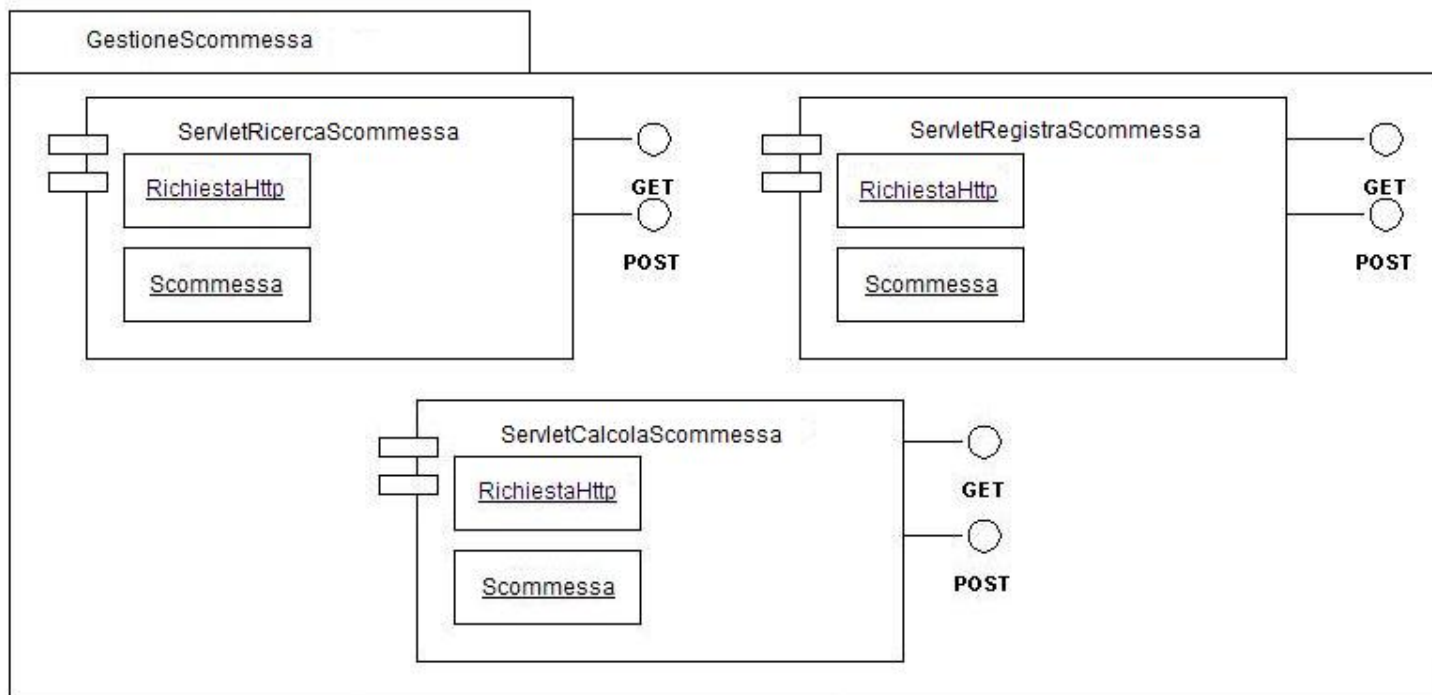 GestioneScommessa
ServletRicercaScommessa
RichiestaHttp
Scommessa
GET
POST
ServletRegistraScommessa
RichiestaHttp
Scommessa
GET
POST
ServletCalcolaScommessa
RichiestaHttp
Scommessa
GET
POST